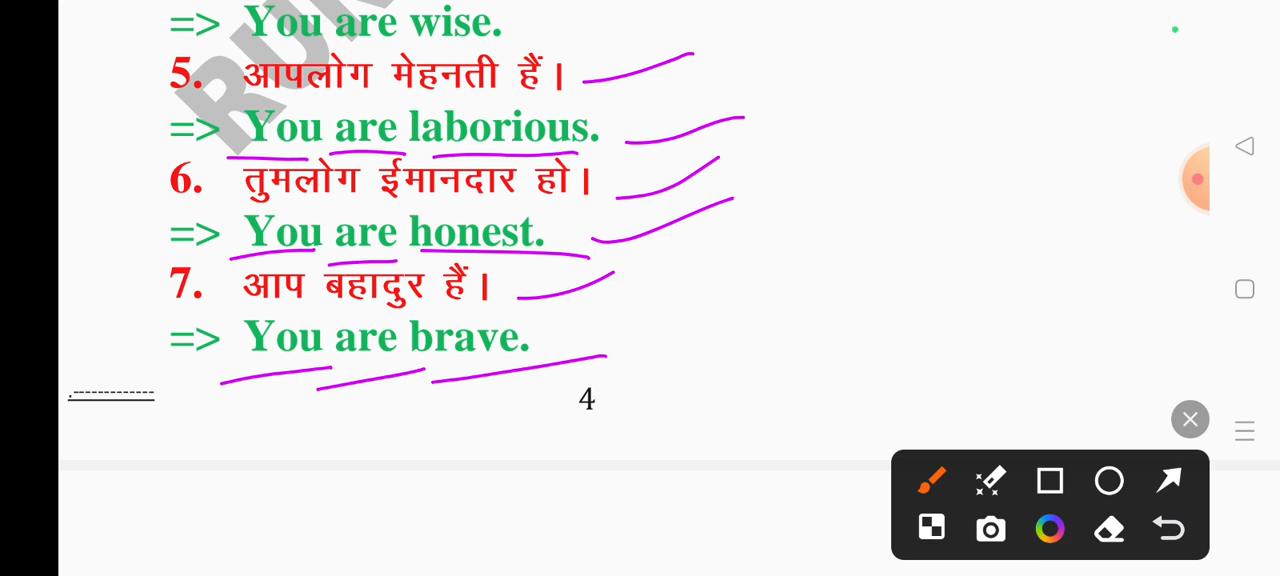 => You are wise.
5. आपलोग मेहनती हैं।
=> You are laborious.
6. तुमलोग ईमानदार हो।
=> You are honest.
7. आप बहादुर हैं।
=> You are brave.
4